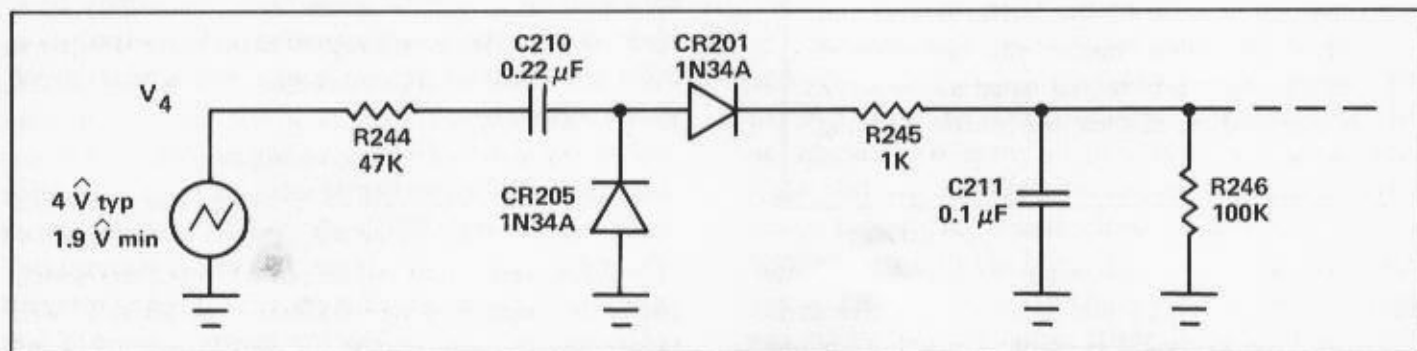 C210
0.22 μF
CR201
1N34A
V4
R244
47K
R245
1K
4 V̂ typ
1.9 V̂ min
CR205
1N34A
C211
0.1 μF
R246
100K